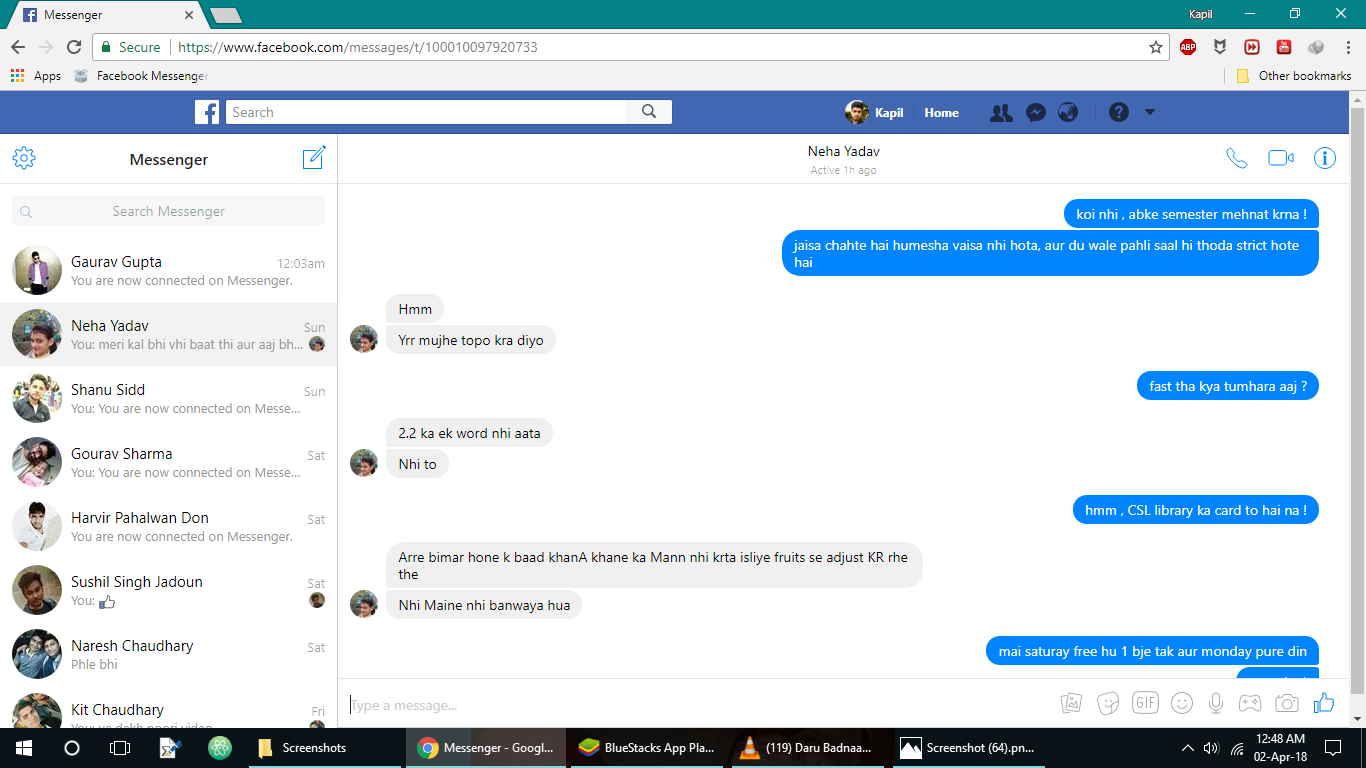 Messenger
Kapil
Secure
https://www.facebook.com/messages/t/100010097920733
ABP
Apps
Facebook Messenger
Other bookmarks
Search
Kapil
Home
Messenger
Neha Yadav
Active 1h ago
Search Messenger
Gaurav Gupta
12:03am
You are now connected on Messenger.
Neha Yadav
Sun
You: meri kal bhi vhi baat thi aur aaj bh...
Shanu Sidd
Sun
You: You are now connected on Messe...
Gourav Sharma
Sat
You: You are now connected on Messe...
Harvir Pahalwan Don
Sat
You are now connected on Messenger.
Sushil Singh Jadoun
Sat
You:
Naresh Chaudhary
Sat
Phle bhi
Kit Chaudhary
Fri
koi nhi , abke semester mehnat krna !
jaisa chahte hai humesha vaisa nhi hota, aur du wale pahli saal hi thoda strict hote
hai
Hmm
Yrr mujhe topo kra diyo
fast tha kya tumhara aaj ?
2.2 ka ek word nhi aata
Nhi to
hmm , CSL library ka card to hai na !
Arre bimar hone k baad khanA khane ka Mann nhi krta isliye fruits se adjust KR rhe
the
Nhi Maine nhi banwaya hua
mai saturay free hu 1 bje tak aur monday pure din
Type a message...
GIF
Screenshots
Messenger - Googl...
BlueStacks App Pla...
(119) Daru Badnaa...
Screenshot (64).pn...
12:48 AM
02-Apr-18